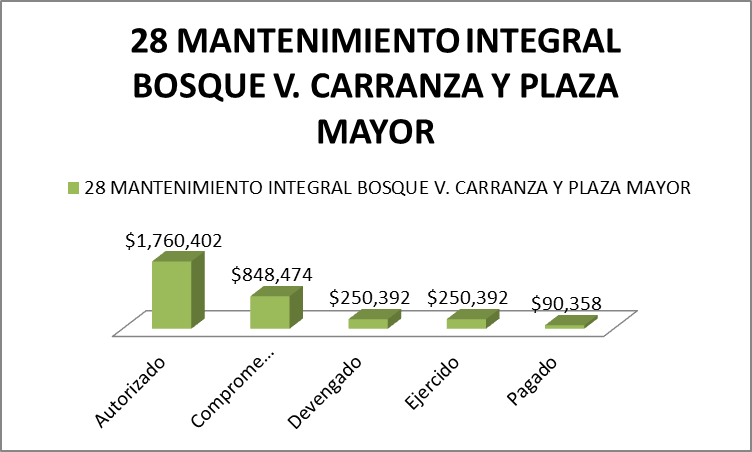 28 MANTENIMIENTO INTEGRAL
BOSQUE V. CARRANZA Y PLAZA
MAYOR
28 MANTENIMIENTO INTEGRAL BOSQUE V. CARRANZA Y PLAZA MAYOR
$1,760,402
$848,474
$250,392
$250,392
$90,358
Autorizado
Comprome...
Devengado
Ejercido
Pagado